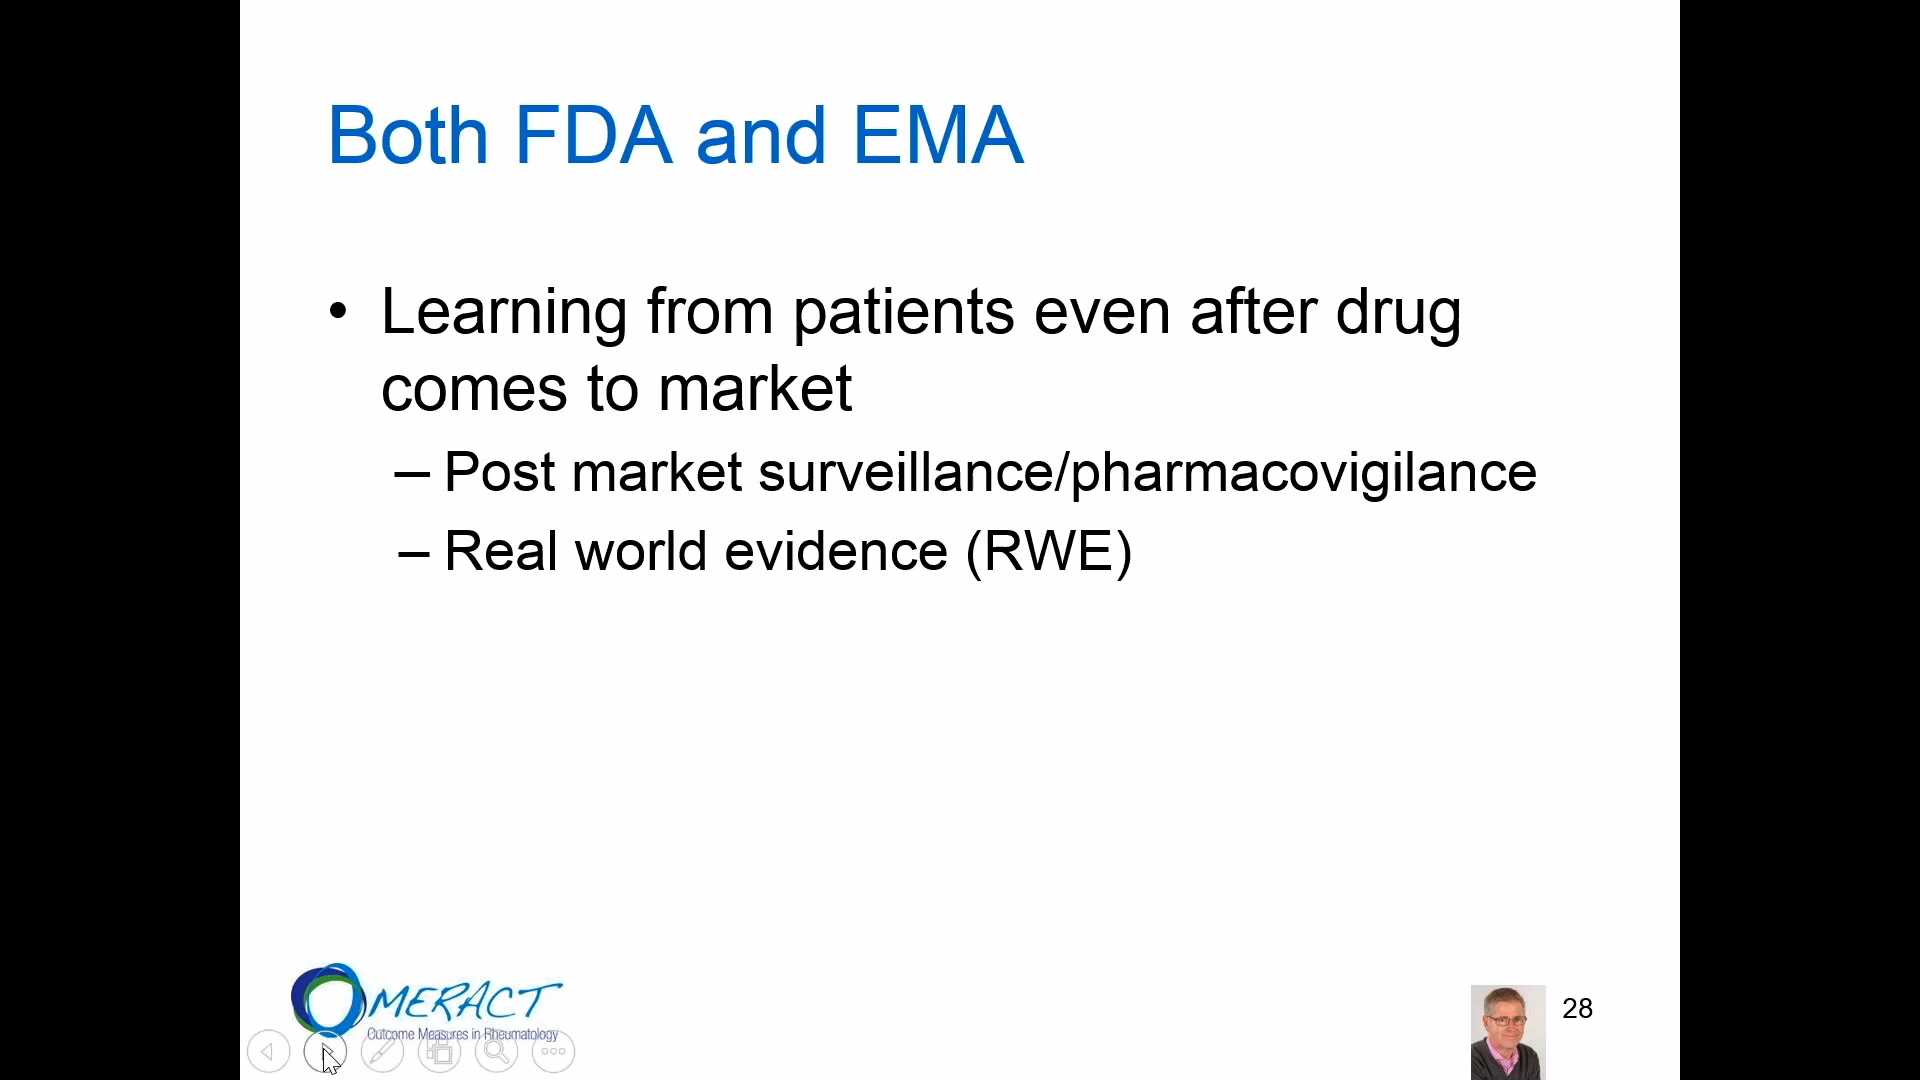 Both FDA and EMA
• Learning from patients even after drug
comes to market
– Post market surveillance/pharmacovigilance
– Real world evidence (RWE)
OMERACT
Outcome Measures in Rheumatology
28